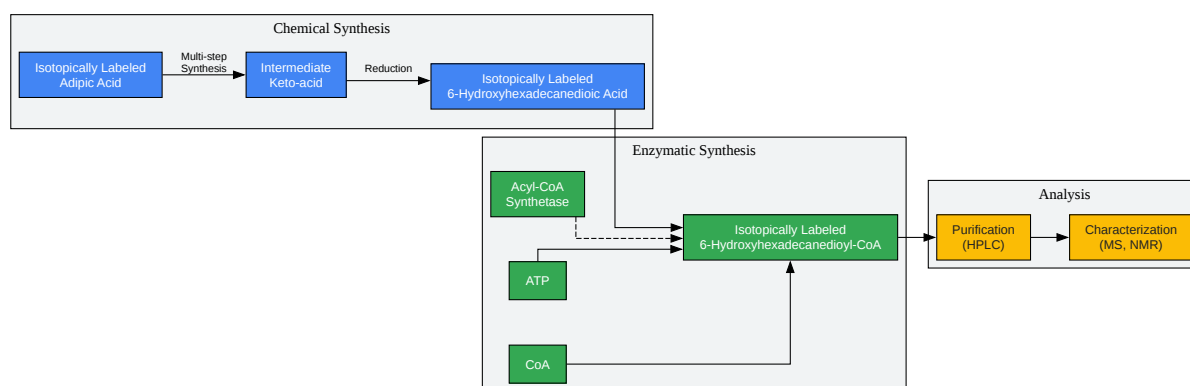 Chemical Synthesis
Isotopically Labeled
Adipic Acid
Multi-step
Synthesis
Intermediate
Keto-acid
Reduction
Isotopically Labeled
6-Hydroxyhexadecanedioic Acid
Enzymatic Synthesis
Acyl-CoA
Synthetase
ATP
CoA
Isotopically Labeled
6-Hydroxyhexadecanedioyl-CoA
Analysis
Purification
(HPLC)
Characterization
(MS, NMR)